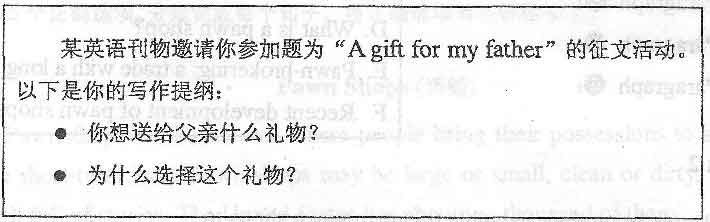 某英语刊物邀请你参加题为“A gift for my father”的征文活动。
以下是你的写作提纲：
● 你想送给父亲什么礼物？
● 为什么选择这个礼物？